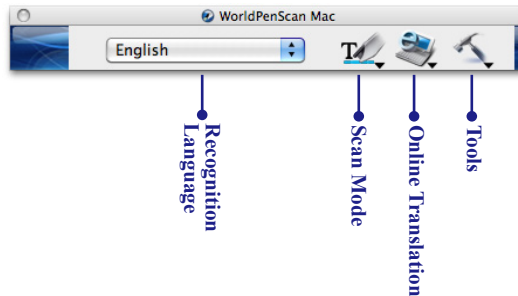 WorldPenScan Mac
English
T
Recognition
Language
Scan Mode
Online Translation
Tools